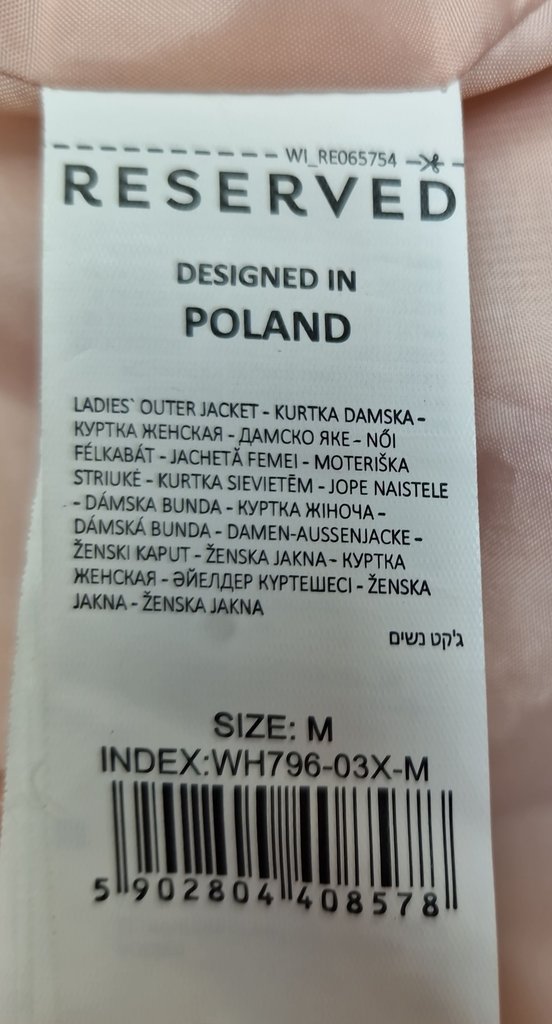 WI_RE065754
RESERVED
DESIGNED IN
POLAND
LADIES` OUTER JACKET - KURTKA DAMSKA -
КУРТКА ЖЕНСКАЯ - ДАМСКО ЯКЕ - NŐI
FÉLKABÁT - JACHETĂ FEMEI - MOTERIŠKA
STRIUKĖ - KURTKA SIEVIETĒM - JOPE NAISTELE
- DÁMSKA BUNDA - КУРТКА ЖІНОЧА -
DÁMSKÁ BUNDA - DAMEN-AUSSENJACKE -
ŽENSKI KAPUT - ŽENSKA JAKNA - КУРТКА
ЖЕНСКАЯ - ӘЙЕЛДЕР КҮРТЕШЕСІ - ŽENSKA
JAKNA - ŽENSKA JAKNA
ג'קט נשים
SIZE: M
INDEX:WH796-03X-M
5 902804 408578